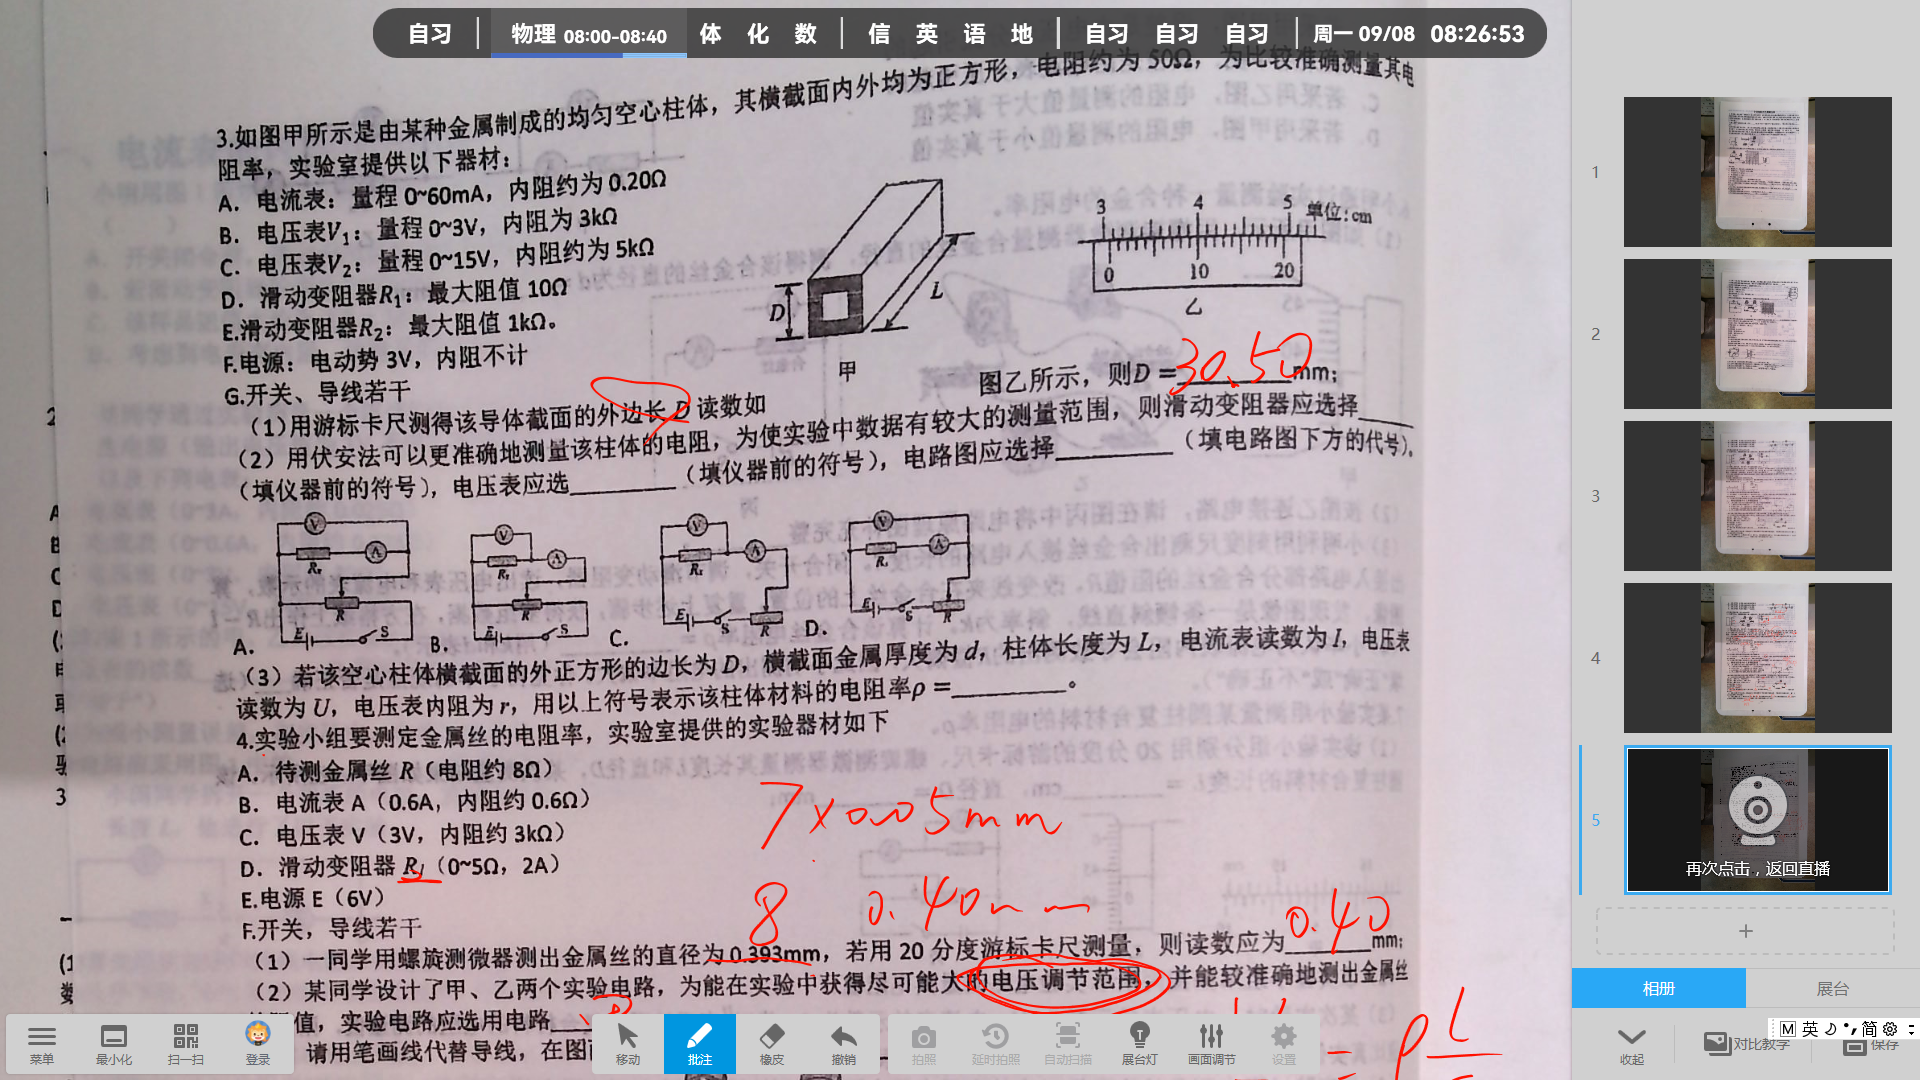 自习 物理 08:00-08:40 体 化 数 信 英 语 地 自习 自习 自习 周一 09/08 08:26:53
3.如图甲所示是由某种金属制成的均匀空心柱体，其横截面内外均为正方形，电阻约为50Ω，为比较准确测量其电
阻率，实验室提供以下器材：
A. 电流表：量程 0~60mA，内阻约为 0.20Ω
B. 电压表V₁：量程 0~3V，内阻为 3kΩ
C. 电压表V₂：量程 0~15V，内阻约为 5kΩ
D. 滑动变阻器R₁：最大阻值 10Ω
E.滑动变阻器R₂：最大阻值 1kΩ。
F.电源：电动势 3V，内阻不计
G.开关、导线若干
D L 甲
3 4 5 单位:cm
0 10 20
乙
（1）用游标卡尺测得该导体截面的外边长 D 读数如
图乙所示，则D =30.50mm;
（2）用伏安法可以更准确地测量该柱体的电阻，为使实验中数据有较大的测量范围，则滑动变阻器应选择____
（填仪器前的符号），电压表应选____（填仪器前的符号），电路图应选择____（填电路图下方的代号）。
V A Rₓ R E S
V A Rₓ R E S
V A Rₓ R E S
V A Rₓ R E S
A. B. C. D.
（3）若该空心柱体横截面的外正方形的边长为 D，横截面金属厚度为 d，柱体长度为 L，电流表读数为 I，电压表
读数为 U，电压表内阻为 r，用以上符号表示该柱体材料的电阻率ρ =____。
4.实验小组要测定金属丝的电阻率，实验室提供的实验器材如下
A. 待测金属丝 R（电阻约 8Ω）
B. 电流表 A（0.6A，内阻约 0.6Ω）
C. 电压表 V（3V，内阻约 3kΩ）
D. 滑动变阻器 R₁（0~5Ω，2A）
E.电源 E（6V）
F.开关，导线若干
7×0.05mm
8 0.40mm
（1）一同学用螺旋测微器测出金属丝的直径为 0.393mm，若用 20 分度游标卡尺测量，则读数应为0.40mm;
（2）某同学设计了甲、乙两个实验电路，为能在实验中获得尽可能大的电压调节范围，并能较准确地测出金属丝
值，实验电路应选用电路
请用笔画线代替导线，在图
= ρ L
菜单 最小化 扫一扫 登录 移动 批注 橡皮 撤销 拍照 延时拍照 自动扫描 展台灯 画面调节 设置
1
2
3
4
5
再次点击，返回直播
+
相册 展台
M 英 简
收起 对比教学 保存